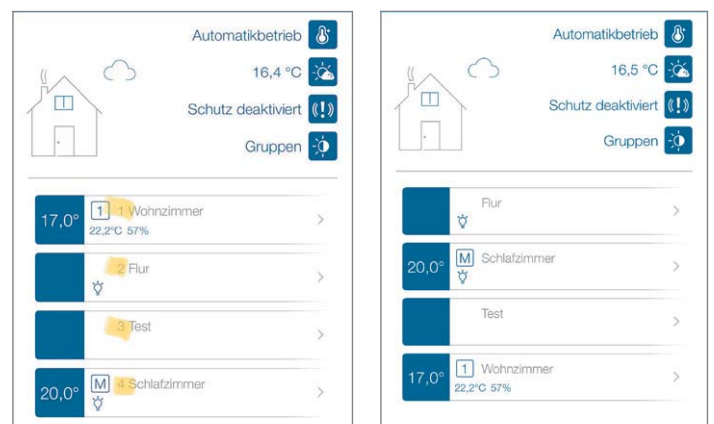 Automatikbetrieb
16,4 °C
Schutz deaktiviert
Gruppen
17,0° 1 1 Wohnzimmer
22,2°C 57%
2 Flur
3 Test
20,0° M 4 Schlafzimmer
Automatikbetrieb
16,5 °C
Schutz deaktiviert
Gruppen
Flur
20,0° M Schlafzimmer
Test
17,0° 1 Wohnzimmer
22,2°C 57%